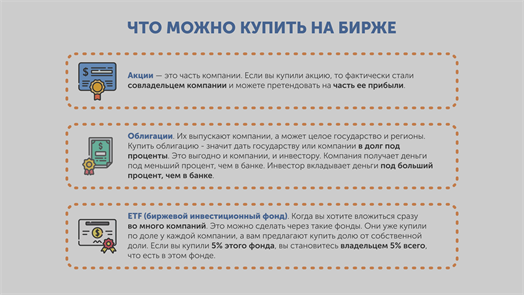 ЧТО МОЖНО КУПИТЬ НА БИРЖЕ
Акции — это часть компании. Если вы купили акцию, то фактически стали
совладельцем компании и можете претендовать на часть ее прибыли.
Облигации. Их выпускают компании, а может целое государство и регионы.
Купить облигацию - значит дать государству или компании в долг под
проценты. Это выгодно и компании, и инвестору. Компания получает деньги
под меньший процент, чем в банке. Инвестор вкладывает деньги под больший
процент, чем в банке.
ETF (биржевой инвестиционный фонд). Когда вы хотите вложиться сразу
во много компаний. Это можно сделать через такие фонды. Они уже купили
по доле у каждой компании, а вам предлагают купить долю от собственной
доли. Если вы купили 5% этого фонда, вы становитесь владельцем 5% всего,
что есть в этом фонде.